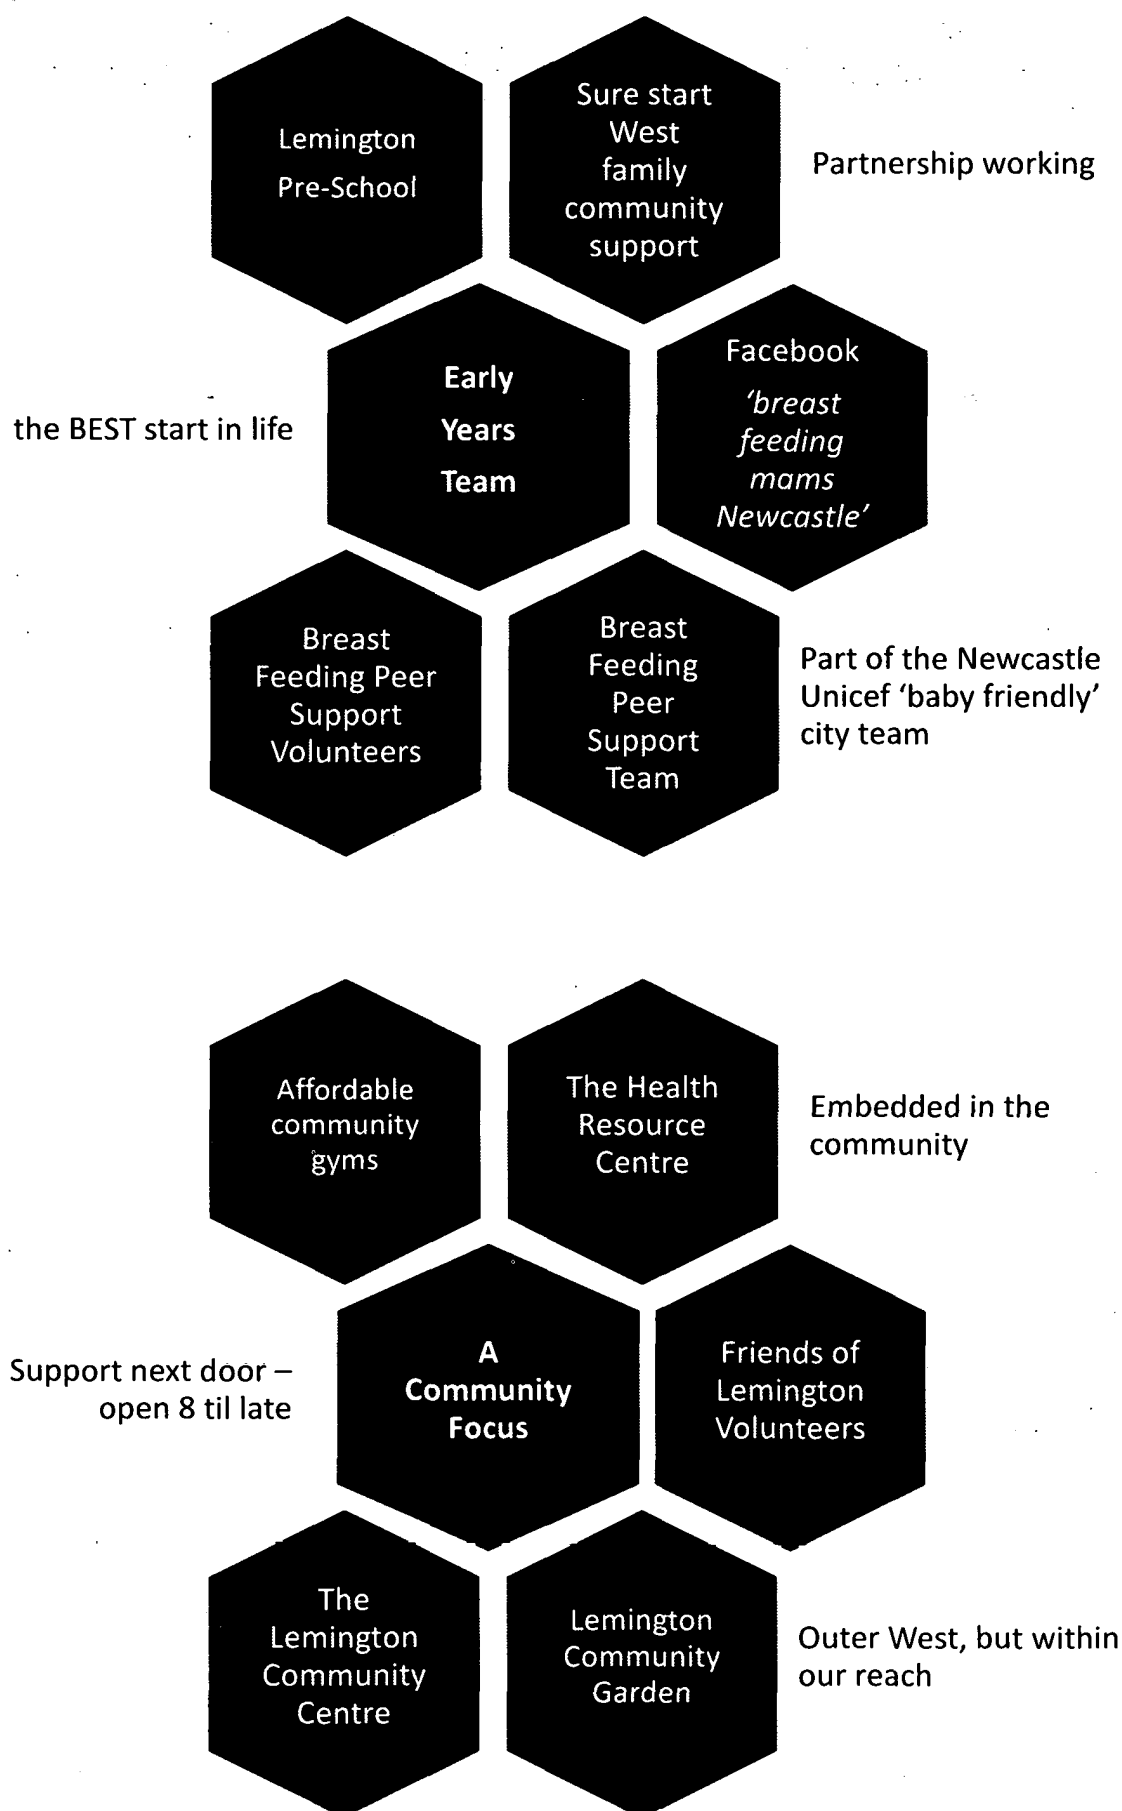 Lemington
Pre-School
Sure start
West
family
community
support
Partnership working
the BEST start in life
Early
Years
Team
Facebook
‘breast
feeding
mams
Newcastle’
Breast
Feeding Peer
Support
Volunteers
Breast
Feeding
Peer
Support
Team
Part of the Newcastle
Unicef ‘baby friendly’
city team
Affordable
community
gyms
The Health
Resource
Centre
Embedded in the
community
Support next door –
open 8 til late
A
Community
Focus
Friends of
Lemington
Volunteers
The
Lemington
Community
Centre
Lemington
Community
Garden
Outer West, but within
our reach